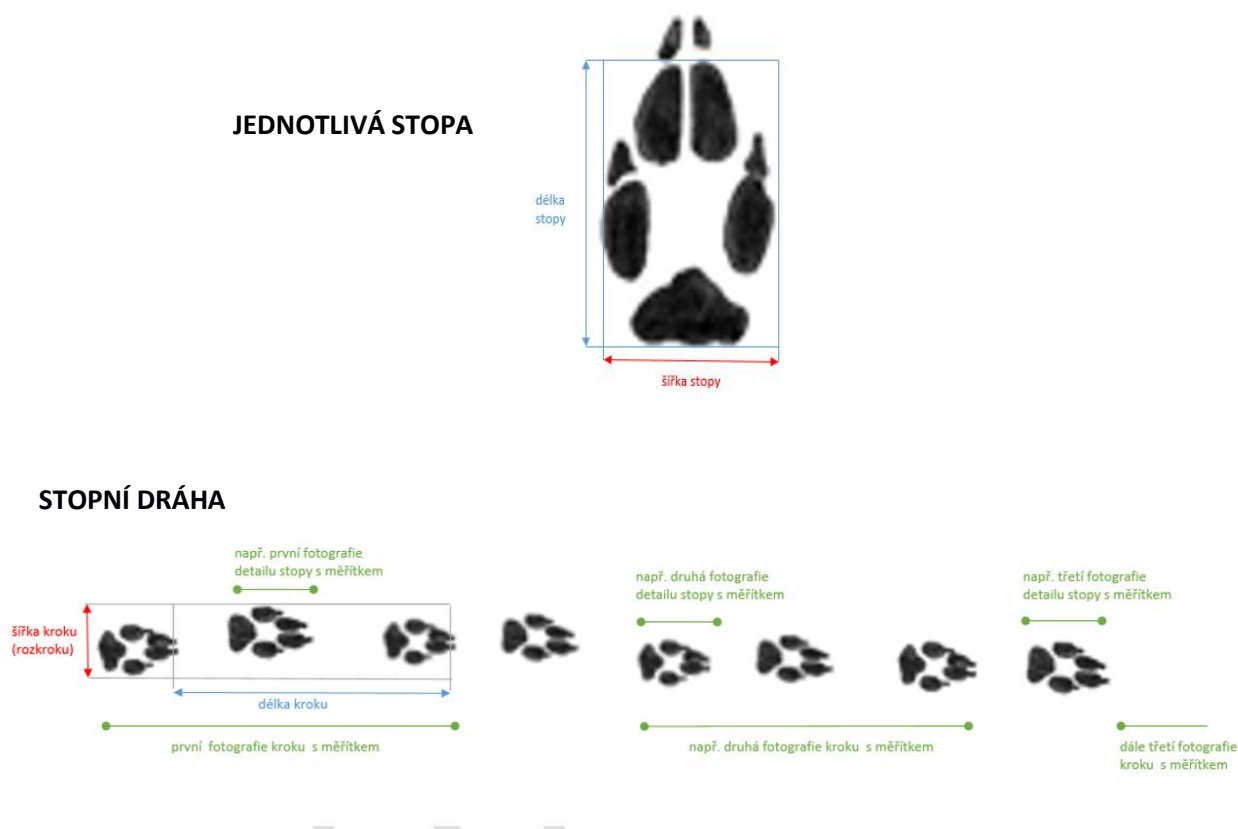 JEDNOTLIVÁ STOPA
délka
stopy
šířka stopy
STOPNÍ DRÁHA
např. první fotografie
detailu stopy s měřítkem
např. druhá fotografie
detailu stopy s měřítkem
např. třetí fotografie
detailu stopy s měřítkem
šířka kroku
(rozkroku)
délka kroku
první fotografie kroku s měřítkem
např. druhá fotografie kroku s měřítkem
dále třetí fotografie
kroku s měřítkem